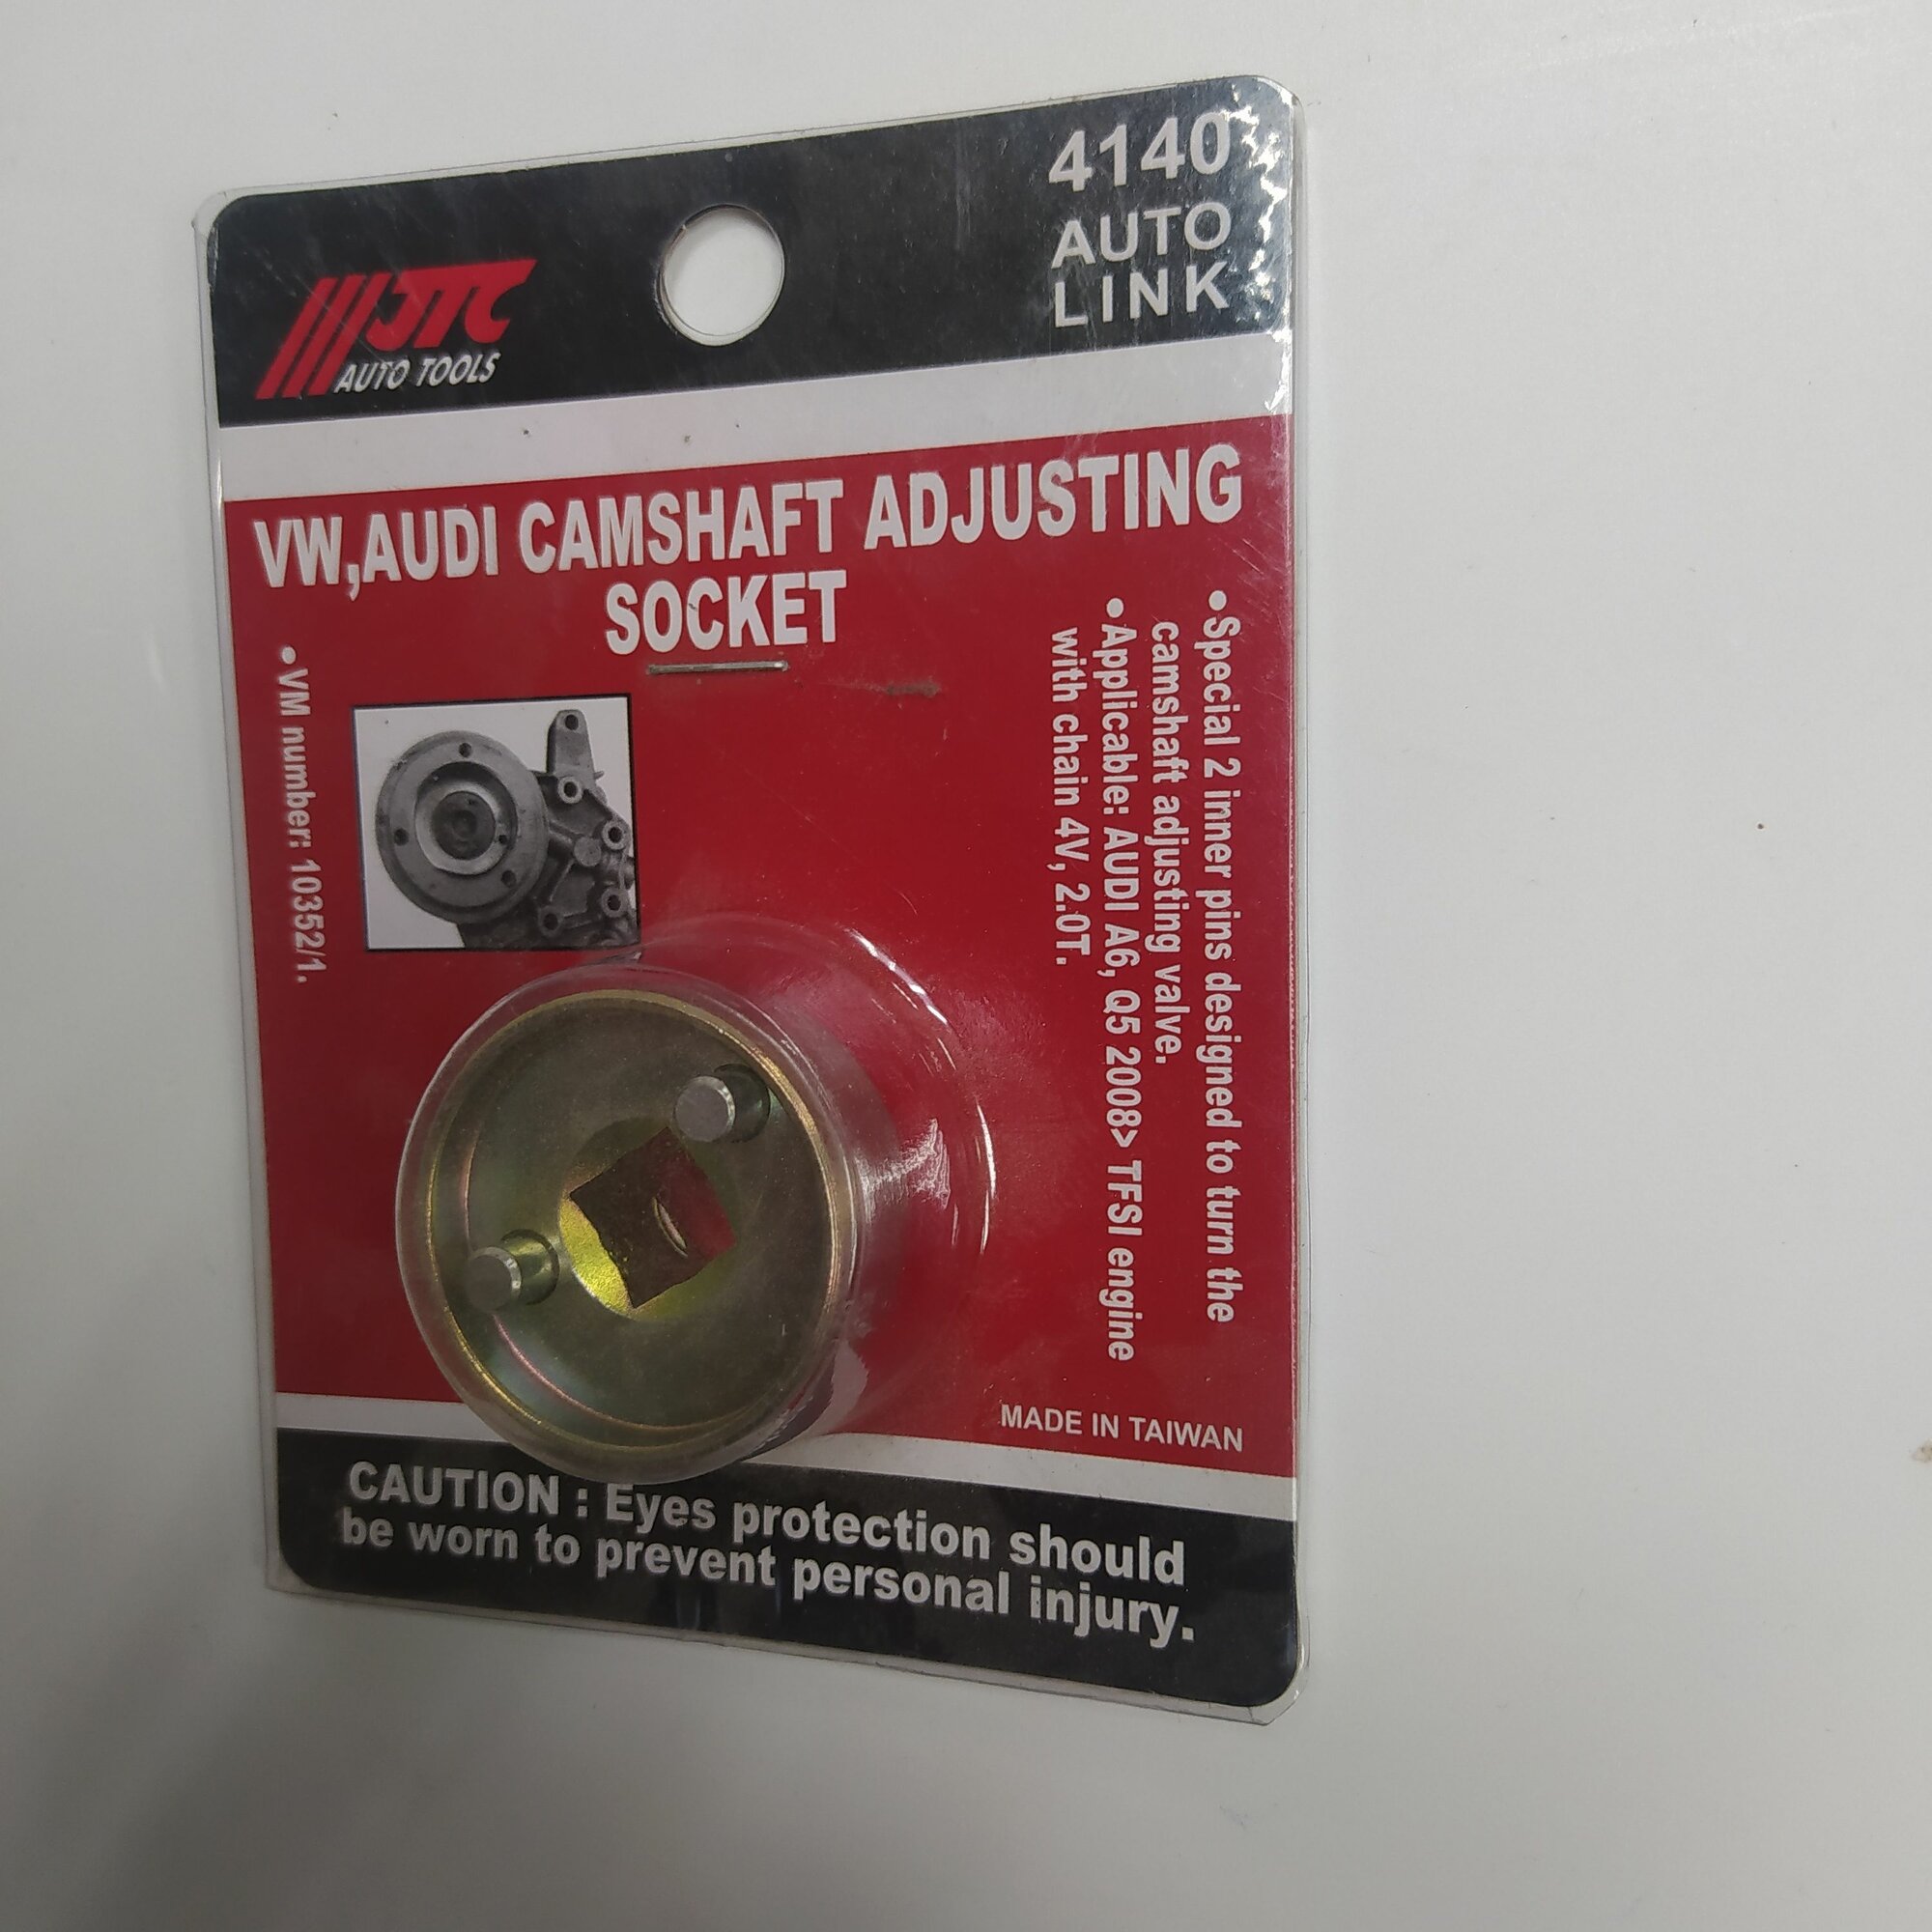 4140
AUTO
LINK
JTC
AUTO TOOLS
VW,AUDI CAMSHAFT ADJUSTING
SOCKET
•Special 2 inner pins designed to turn the
camshaft adjusting valve.
•Applicable: AUDI A6, Q5 2008> TFSI engine
with chain 4V, 2.0T.
•VM number: 10352/1.
MADE IN TAIWAN
CAUTION : Eyes protection should
be worn to prevent personal injury.